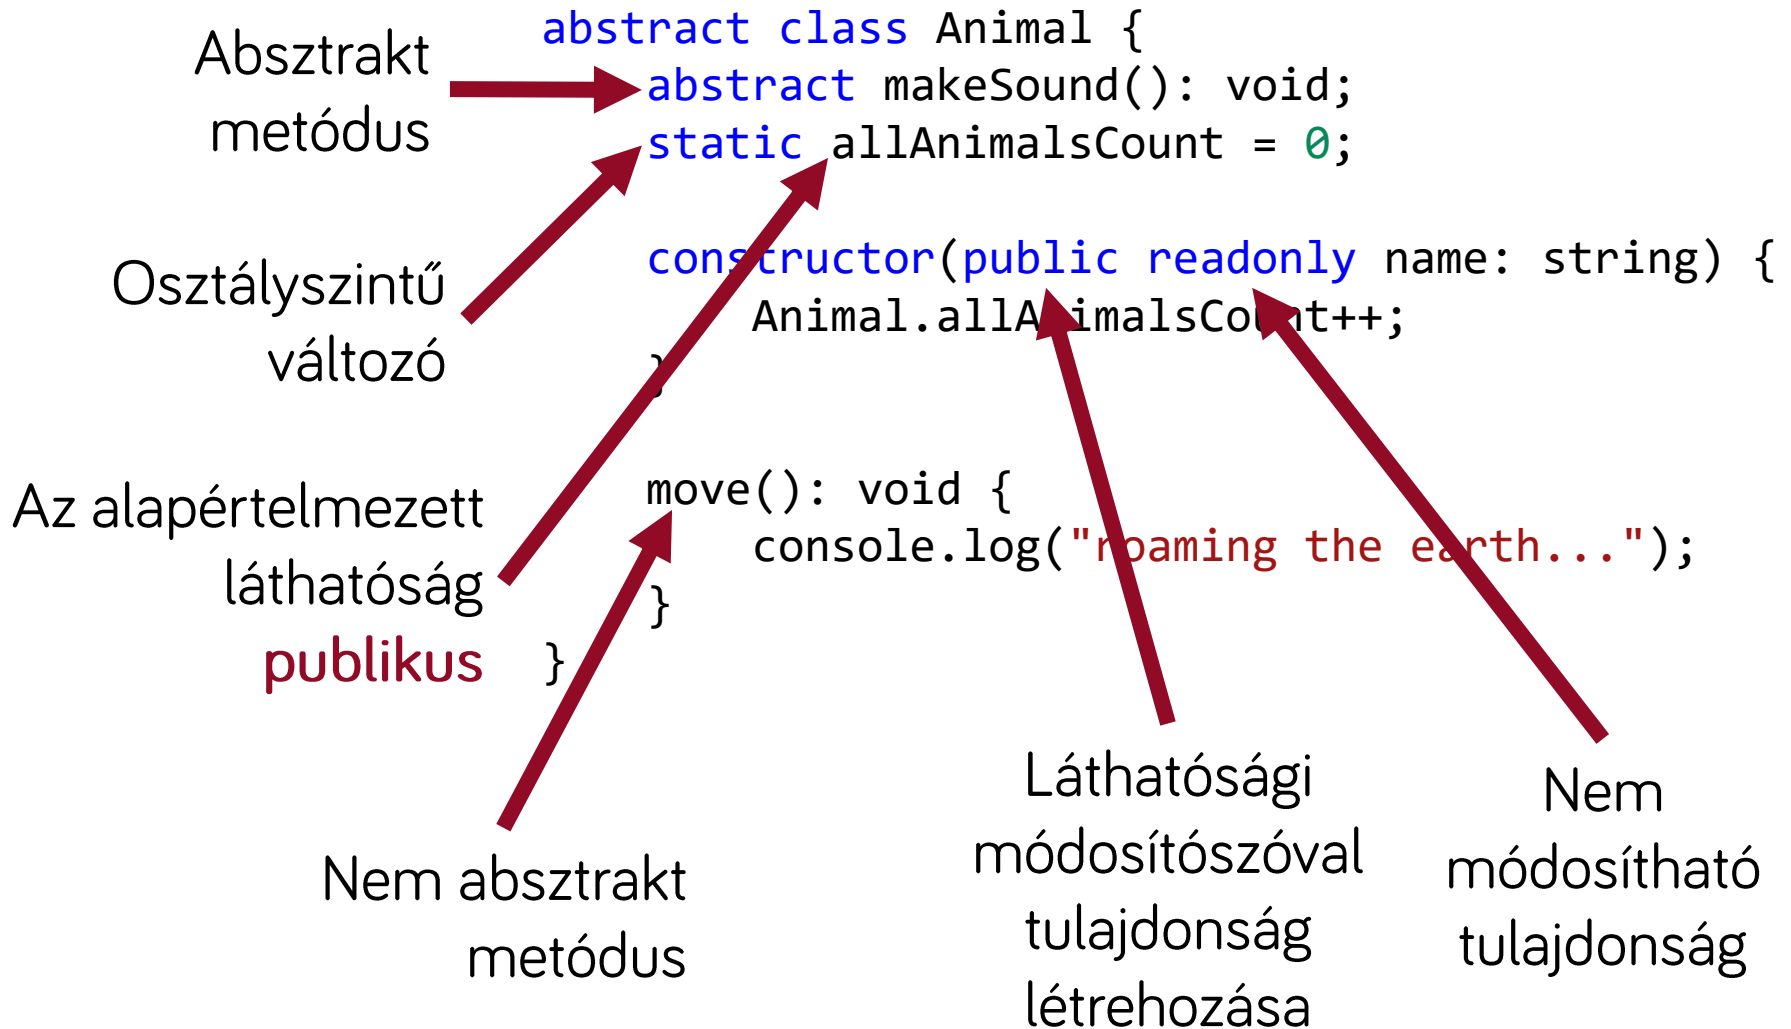 abstract class Animal {
abstract makeSound(): void;
static allAnimalsCount = 0;
constructor(public readonly name: string) {
Animal.allAnimalsCount++;
}
move(): void {
console.log("roaming the earth...");
}
}
Absztrakt
metódus
Osztályszintű
változó
Az alapértelmezett
láthatóság
publikus
Nem absztrakt
metódus
Láthatósági
módosítószóval
tulajdonság
létrehozása
Nem
módosítható
tulajdonság